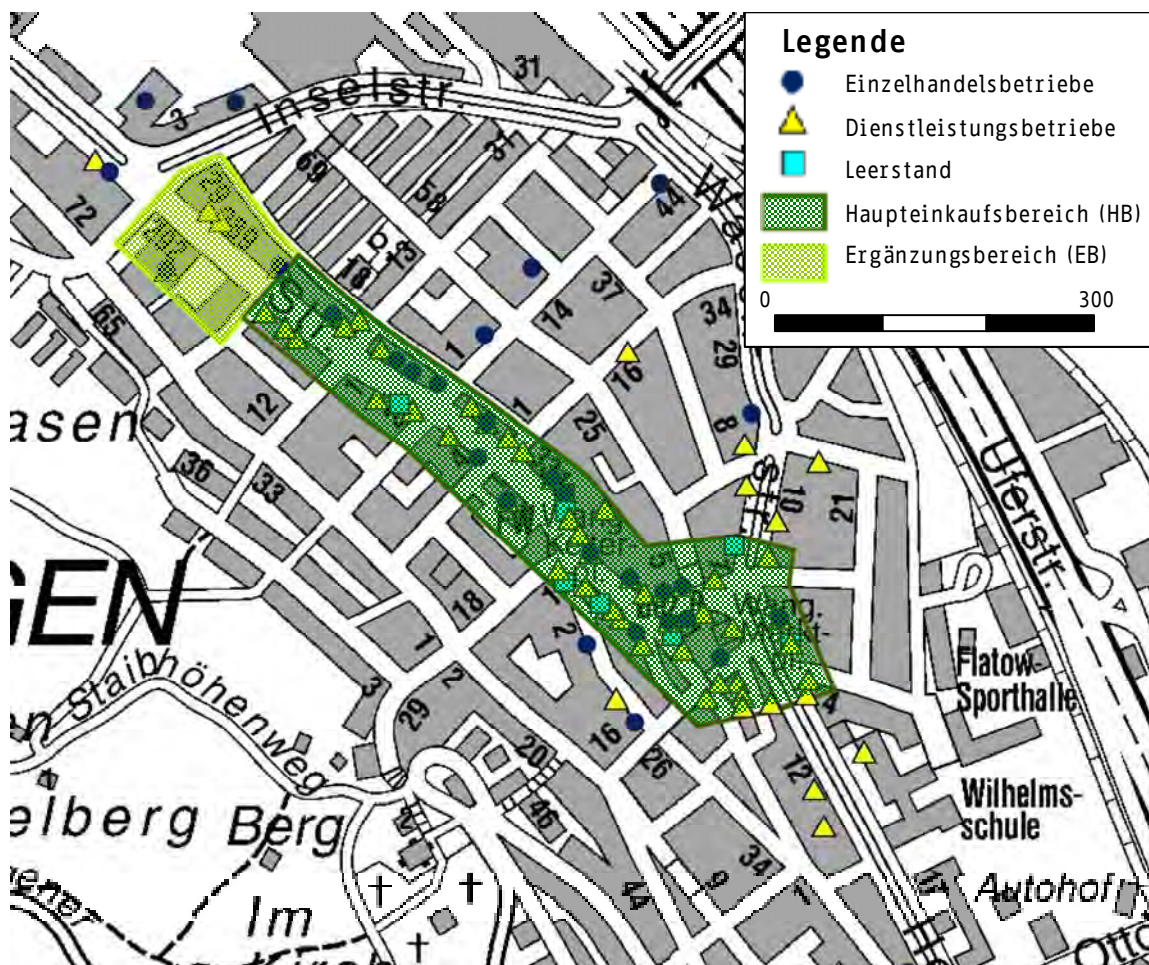 Legende
Einzelhandelsbetriebe
Dienstleistungsbetriebe
Leerstand
Haupteinkaufsbereich (HB)
Ergänzungsbereich (EB)
0 300
31
Inselstr.
3
69
31
58
44
72
13
18
37
14
34
29
65
1
16
12
1
25
8
asen
36
33
10
21
Uferstr.
GEN
18
1
2
2
3
29
Staibhöhenweg
Flatow-
Sporthalle
4
16
26
20
12
46
Wilhelms-
schule
elberg Berg
34
9
1
44
17
Autohof
Im
Otto